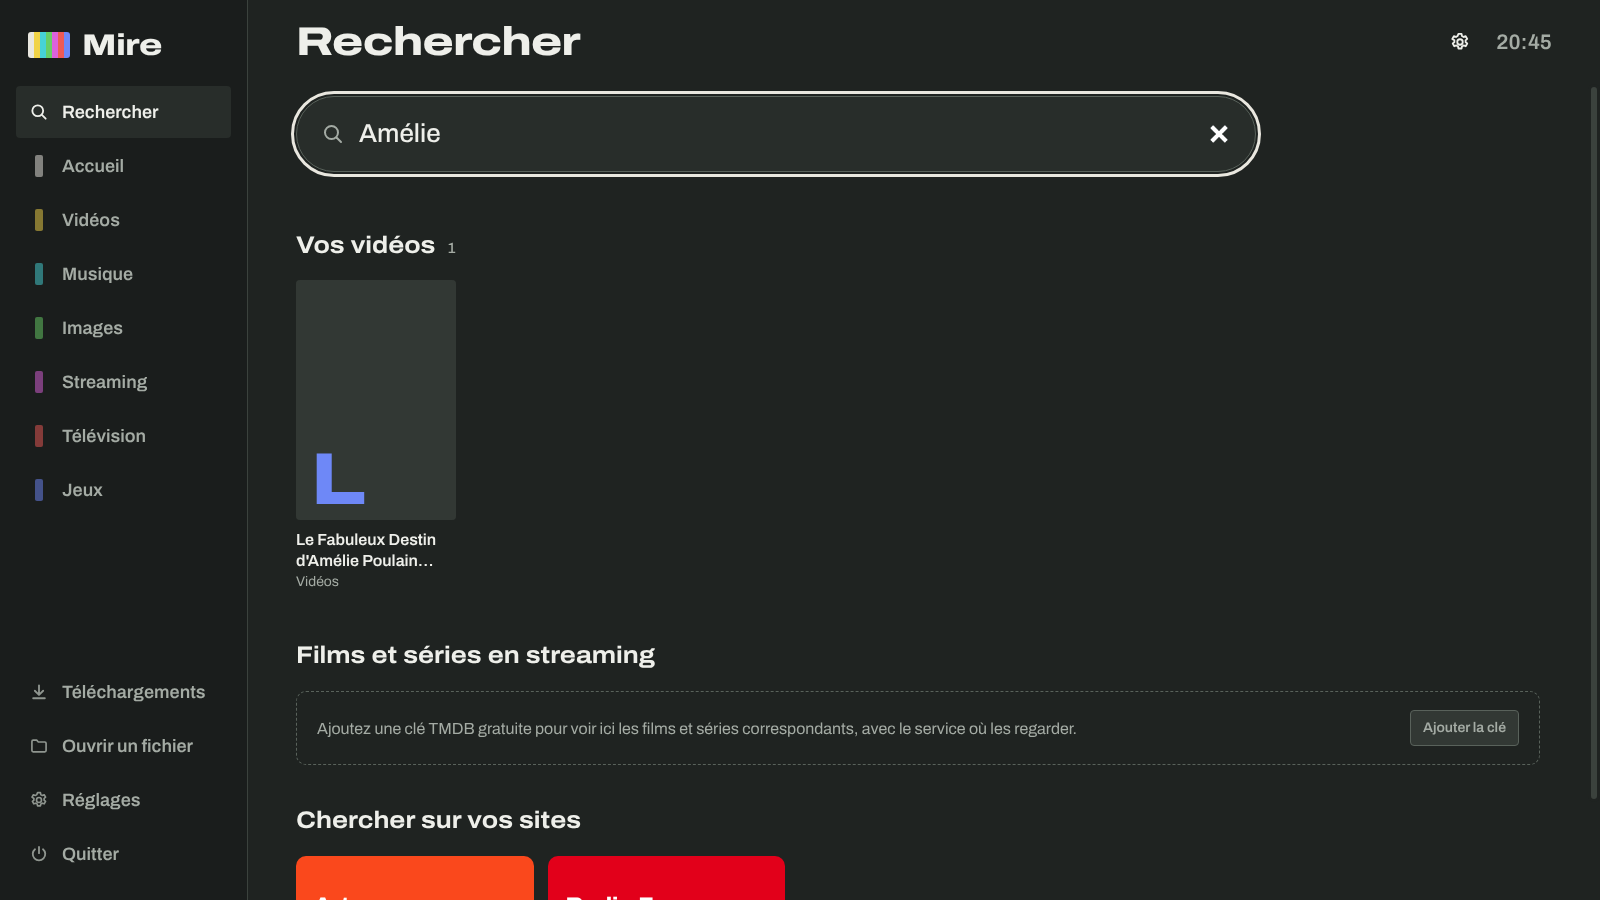 Mire
Rechercher
Accueil
Vidéos
Musique
Images
Streaming
Télévision
Jeux
Téléchargements
Ouvrir un fichier
Réglages
Quitter
Rechercher
20:45
Amélie
Vos vidéos 1
L
Le Fabuleux Destin
d'Amélie Poulain…
Vidéos
Films et séries en streaming
Ajoutez une clé TMDB gratuite pour voir ici les films et séries correspondants, avec le service où les regarder.
Ajouter la clé
Chercher sur vos sites